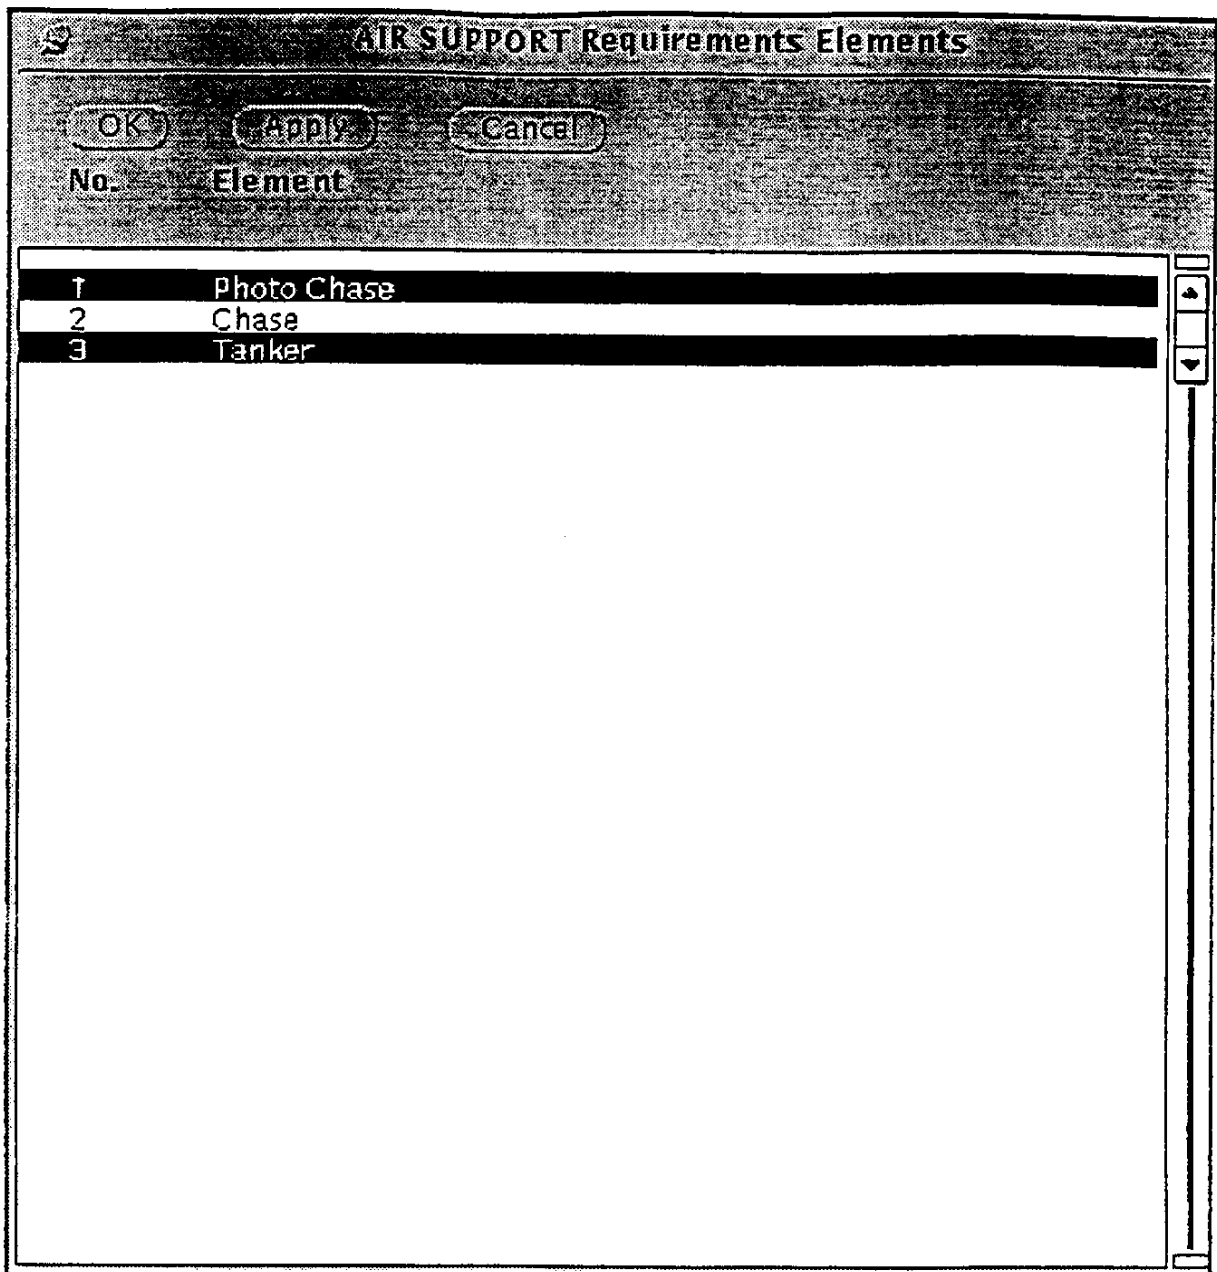 AIR SUPPORT Requirements Elements
OK Apply Cancel
No. Element
1 Photo Chase
2 Chase
3 Tanker